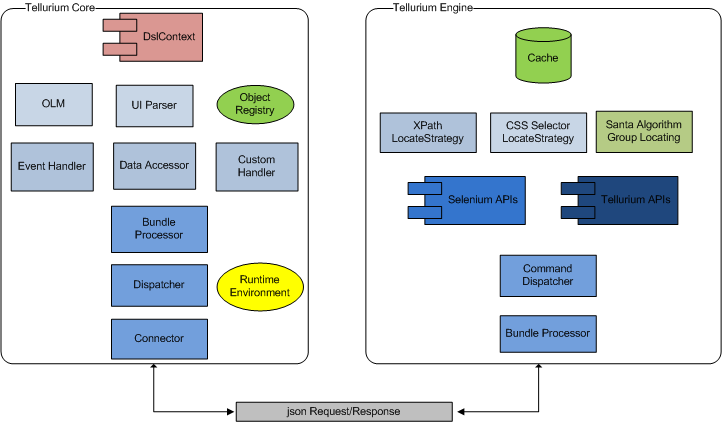 Tellurium Core
DslContext
OLM
UI Parser
Object
Registry
Event Handler
Data Accessor
Custom
Handler
Bundle
Processor
Dispatcher
Runtime
Environment
Connector
Tellurium Engine
Cache
XPath
LocateStrategy
CSS Selector
LocateStrategy
Santa Algorithm
Group Locating
Selenium APIs
Tellurium APIs
Command
Dispatcher
Bundle Processor
json Request/Response